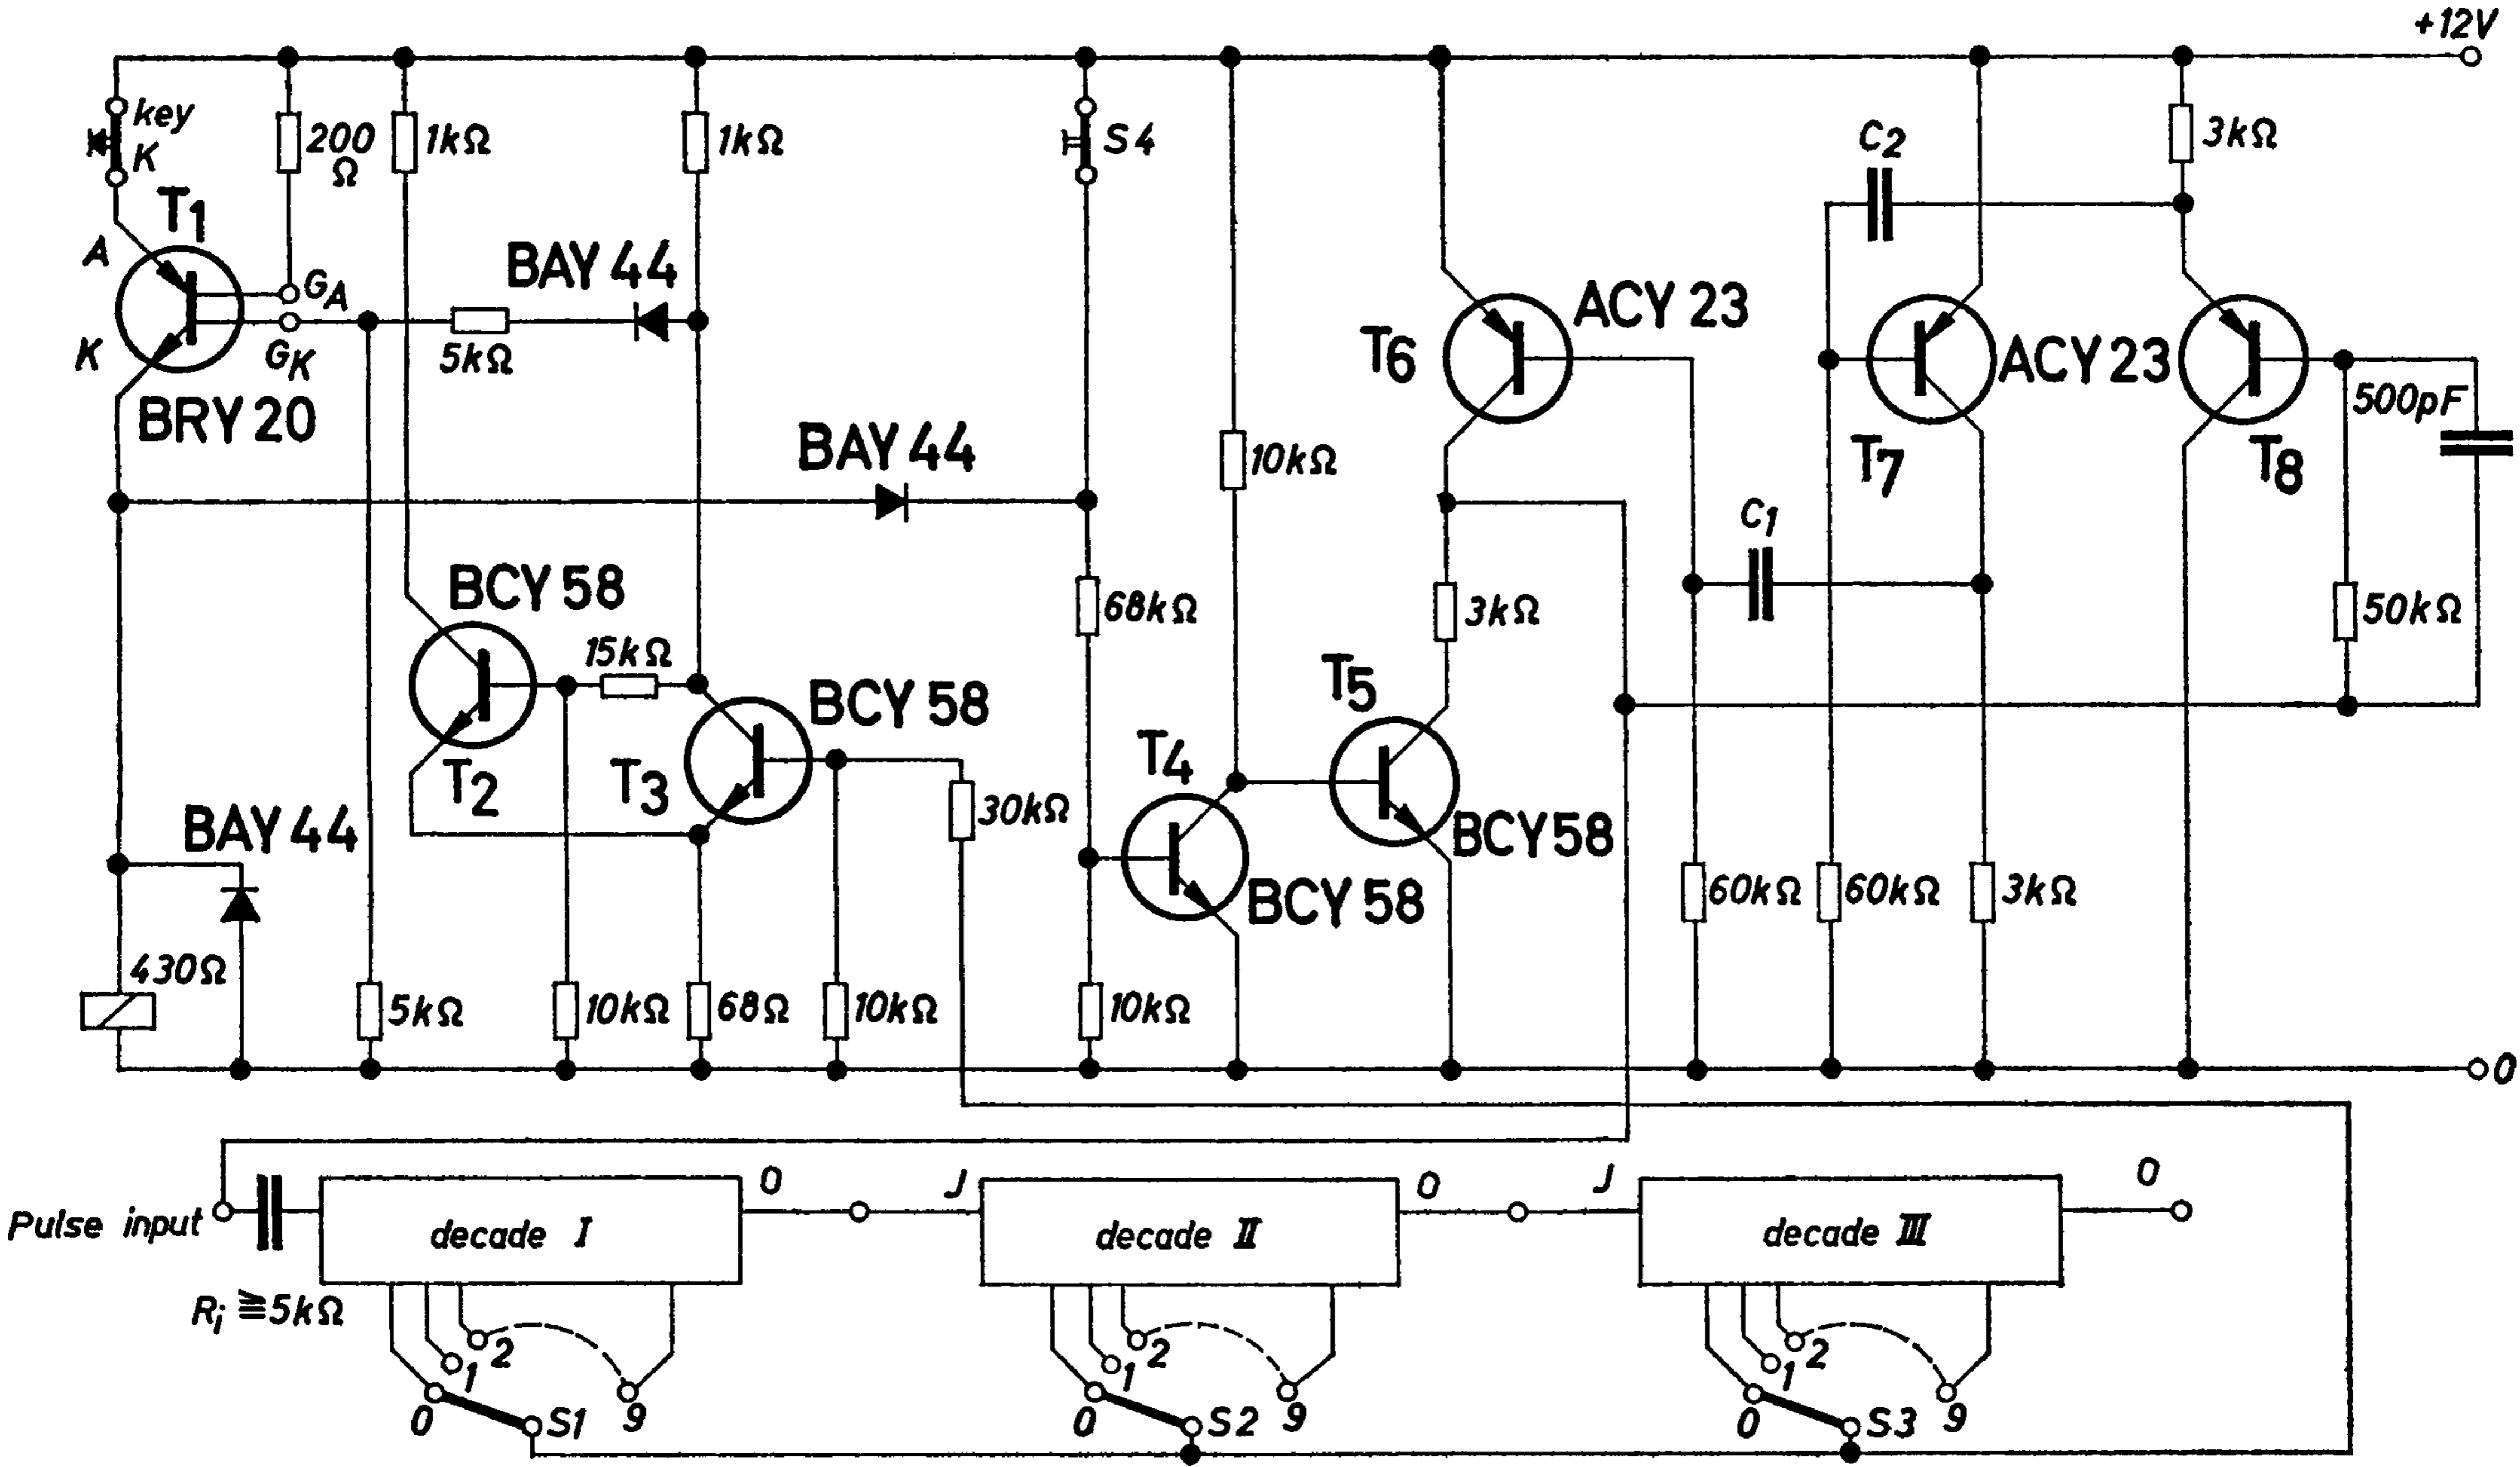 +12V
key
K
200
Ω
1kΩ
1kΩ
S4
C2
3kΩ
T1
A
GA
BAY 44
5kΩ
GK
K
BRY 20
ACY 23
T6
ACY 23
T7
T8
500pF
BAY 44
10kΩ
C1
BCY 58
15kΩ
68kΩ
3kΩ
50kΩ
BCY 58
T5
T2
T3
T4
30kΩ
BAY 44
BCY 58
BCY 58
60kΩ
60kΩ
3kΩ
430Ω
5kΩ
10kΩ
68Ω
10kΩ
10kΩ
0
Pulse input
decade I
O
J
decade II
O
J
decade III
O
Ri ≧ 5kΩ
2
1
0
S1
9
2
1
0
S2
9
2
1
0
S3
9